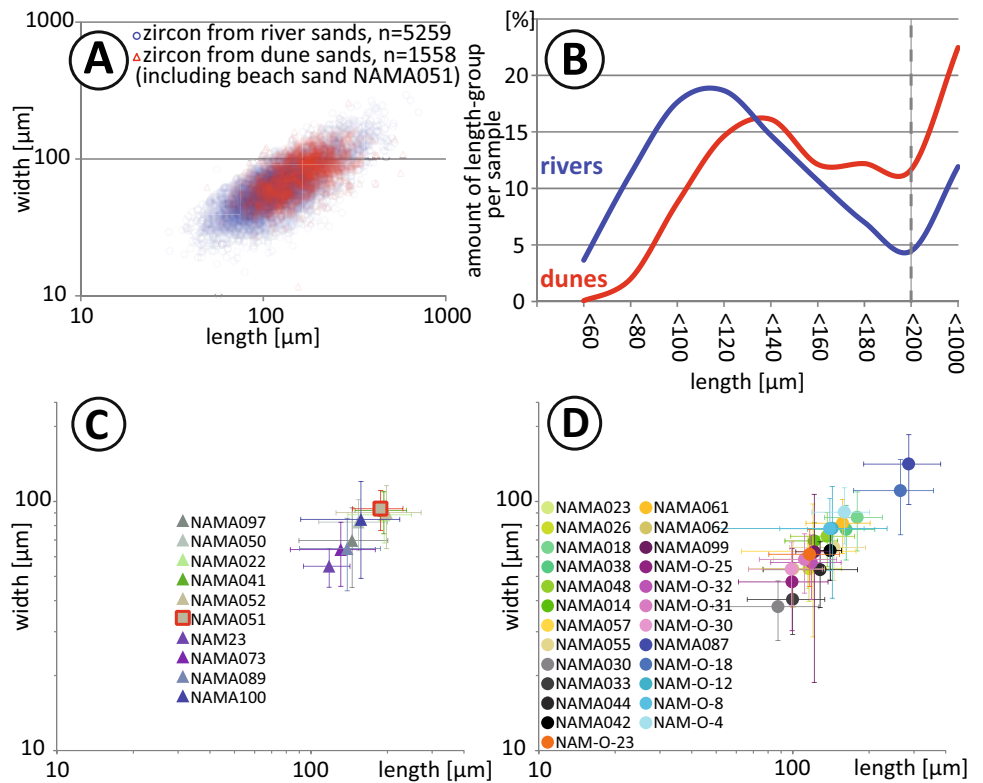 A
1000
zircon from river sands, n=5259
zircon from dune sands, n=1558
(including beach sand NAMA051)
width [µm]
100
10
10
100
1000
length [µm]
B
[%]
20
15
10
5
0
amount of length-group
per sample
rivers
dunes
<60
<80
<100
<120
<140
<160
<180
<200
<1000
length [µm]
C
width [µm]
100
10
NAMA097
NAMA050
NAMA022
NAMA041
NAMA052
NAMA051
NAM23
NAMA073
NAMA089
NAMA100
10
100
length [µm]
D
width [µm]
100
10
NAMA023
NAMA026
NAMA018
NAMA038
NAMA048
NAMA014
NAMA057
NAMA055
NAMA030
NAMA033
NAMA044
NAMA042
NAM-O-23
NAMA061
NAMA062
NAMA099
NAM-O-25
NAM-O-32
NAM-O-31
NAM-O-30
NAMA087
NAM-O-18
NAM-O-12
NAM-O-8
NAM-O-4
10
100
length [µm]